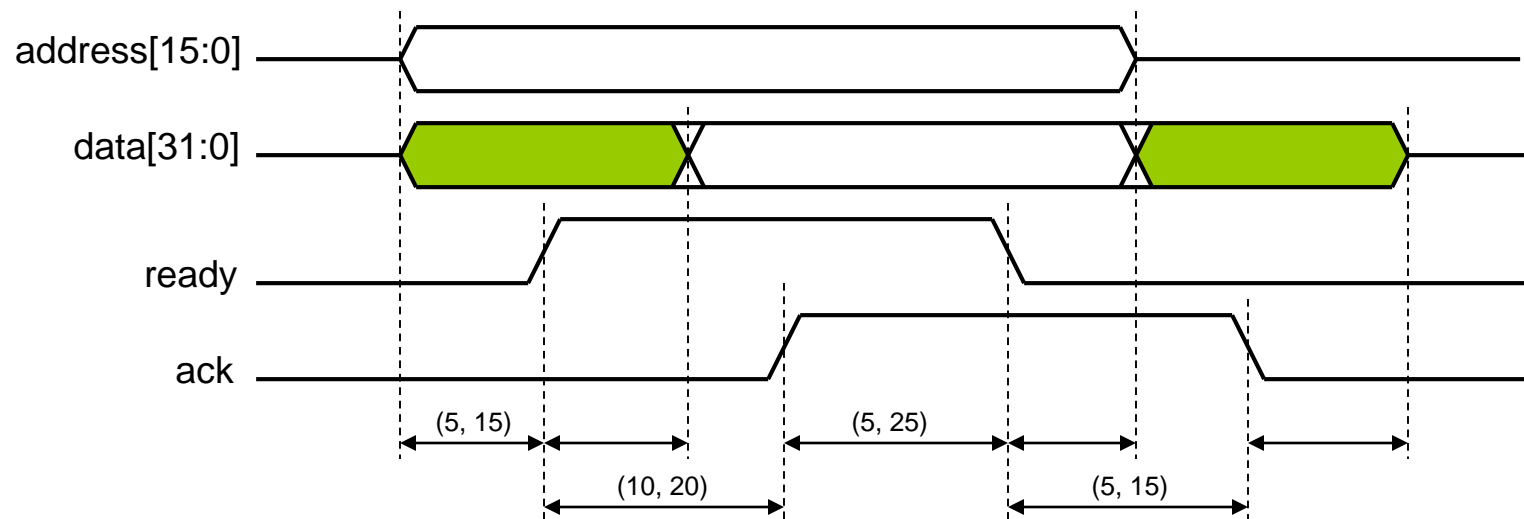 address[15:0]
data[31:0]
ready
ack
(5, 15)
(5, 25)
(10, 20)
(5, 15)